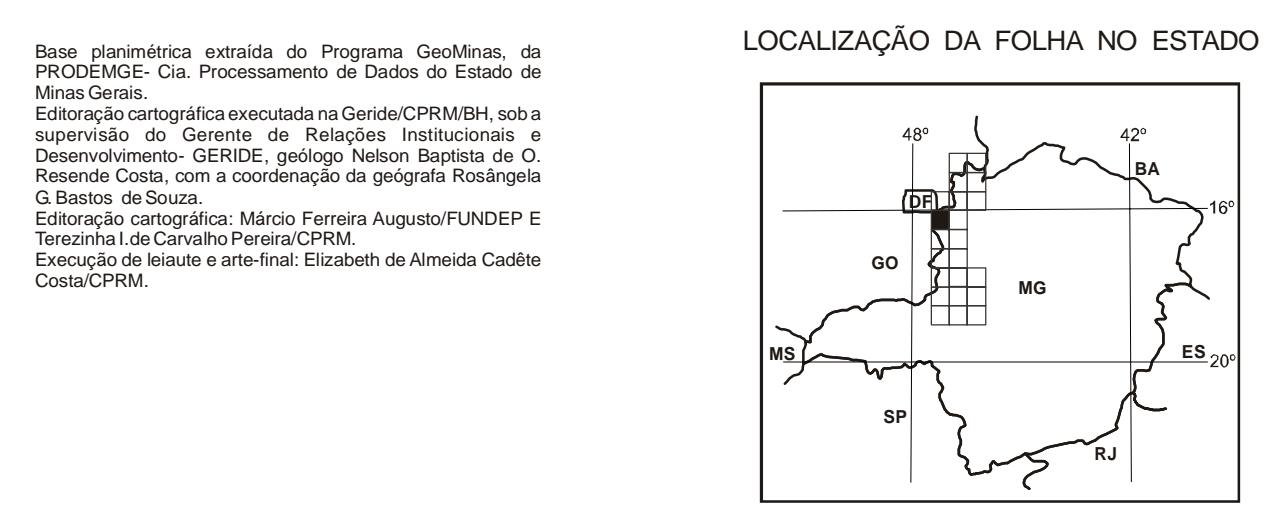 Base planimétrica extraída do Programa GeoMinas, da
PRODEMGE- Cia. Processamento de Dados do Estado de
Minas Gerais.
Editoração cartográfica executada na Geride/CPRM/BH, sob a
supervisão do Gerente de Relações Institucionais e
Desenvolvimento- GERIDE, geólogo Nelson Baptista de O.
Resende Costa, com a coordenação da geógrafa Rosângela
G. Bastos de Souza.
Editoração cartográfica: Márcio Ferreira Augusto/FUNDEP E
Terezinha I.de Carvalho Pereira/CPRM.
Execução de leiaute e arte-final: Elizabeth de Almeida Cadête
Costa/CPRM.
LOCALIZAÇÃO DA FOLHA NO ESTADO
48º 42º
BA
DF
16º
GO
MG
MS
ES
20º
SP
RJ